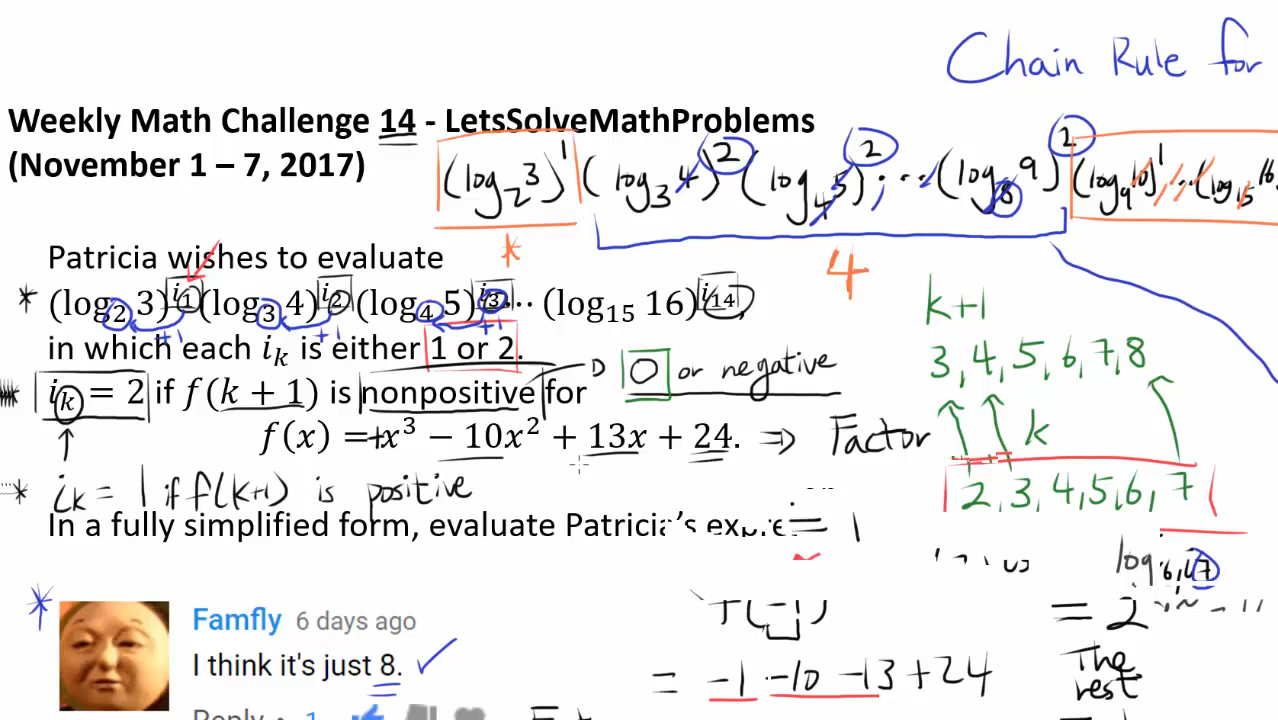 Chain Rule for
Weekly Math Challenge 14 - LetsSolveMathProblems
(November 1 – 7, 2017)
(log₂3)¹ (log₃4)² (log₄5)² ⋯ (log₈9)² (log₉10)¹ ⋯ (log₁₅16
* 4
Patricia wishes to evaluate
* (log₂ 3)^i₁ (log₃ 4)^i₂ (log₄ 5)^i₃ ⋯ (log₁₅ 16)^i₁₄,
+1 +1 +1
k+1
in which each iₖ is either 1 or 2.
3, 4, 5, 6, 7, 8
iₖ = 2 if f(k + 1) is nonpositive for
0 or negative
f(x) = +x³ − 10x² + 13x + 24. ⇒ Factor
k
2, 3, 4, 5, 6, 7
* iₖ = 1 if f(k+1) is positive
In a fully simplified form, evaluate Patricia's
= 1
log
= 2
* Famfly 6 days ago
I think it's just 8. ✓
= -1 -10 -13 +24
The
rest
Reply